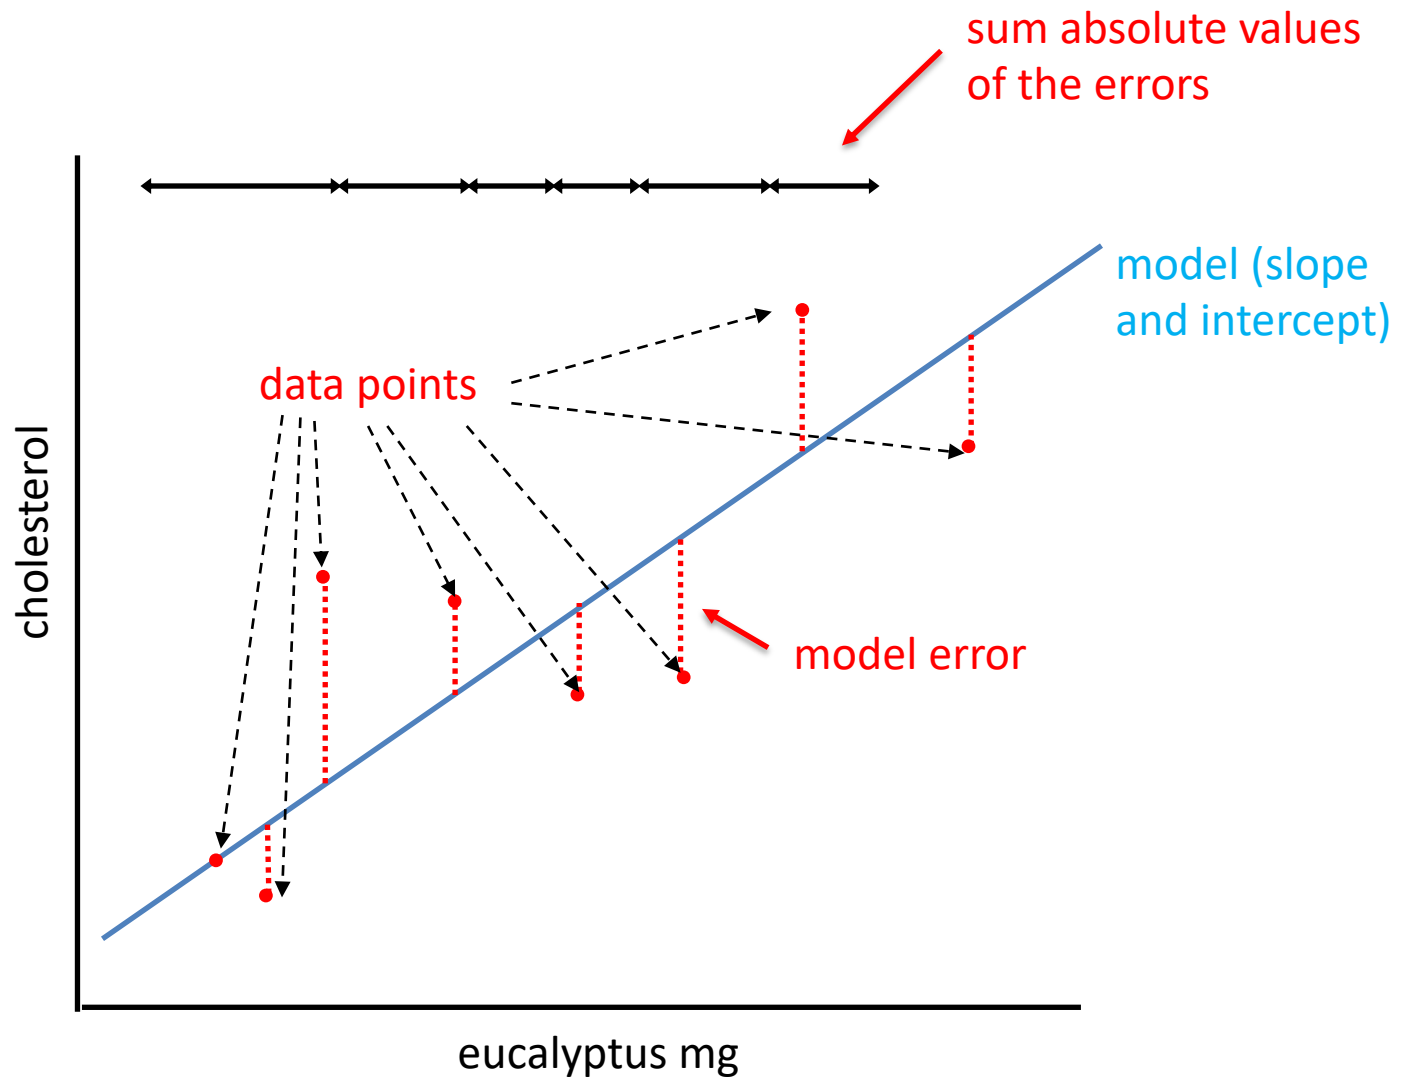 sum absolute values
of the errors
model (slope
and intercept)
data points
cholesterol
model error
eucalyptus mg